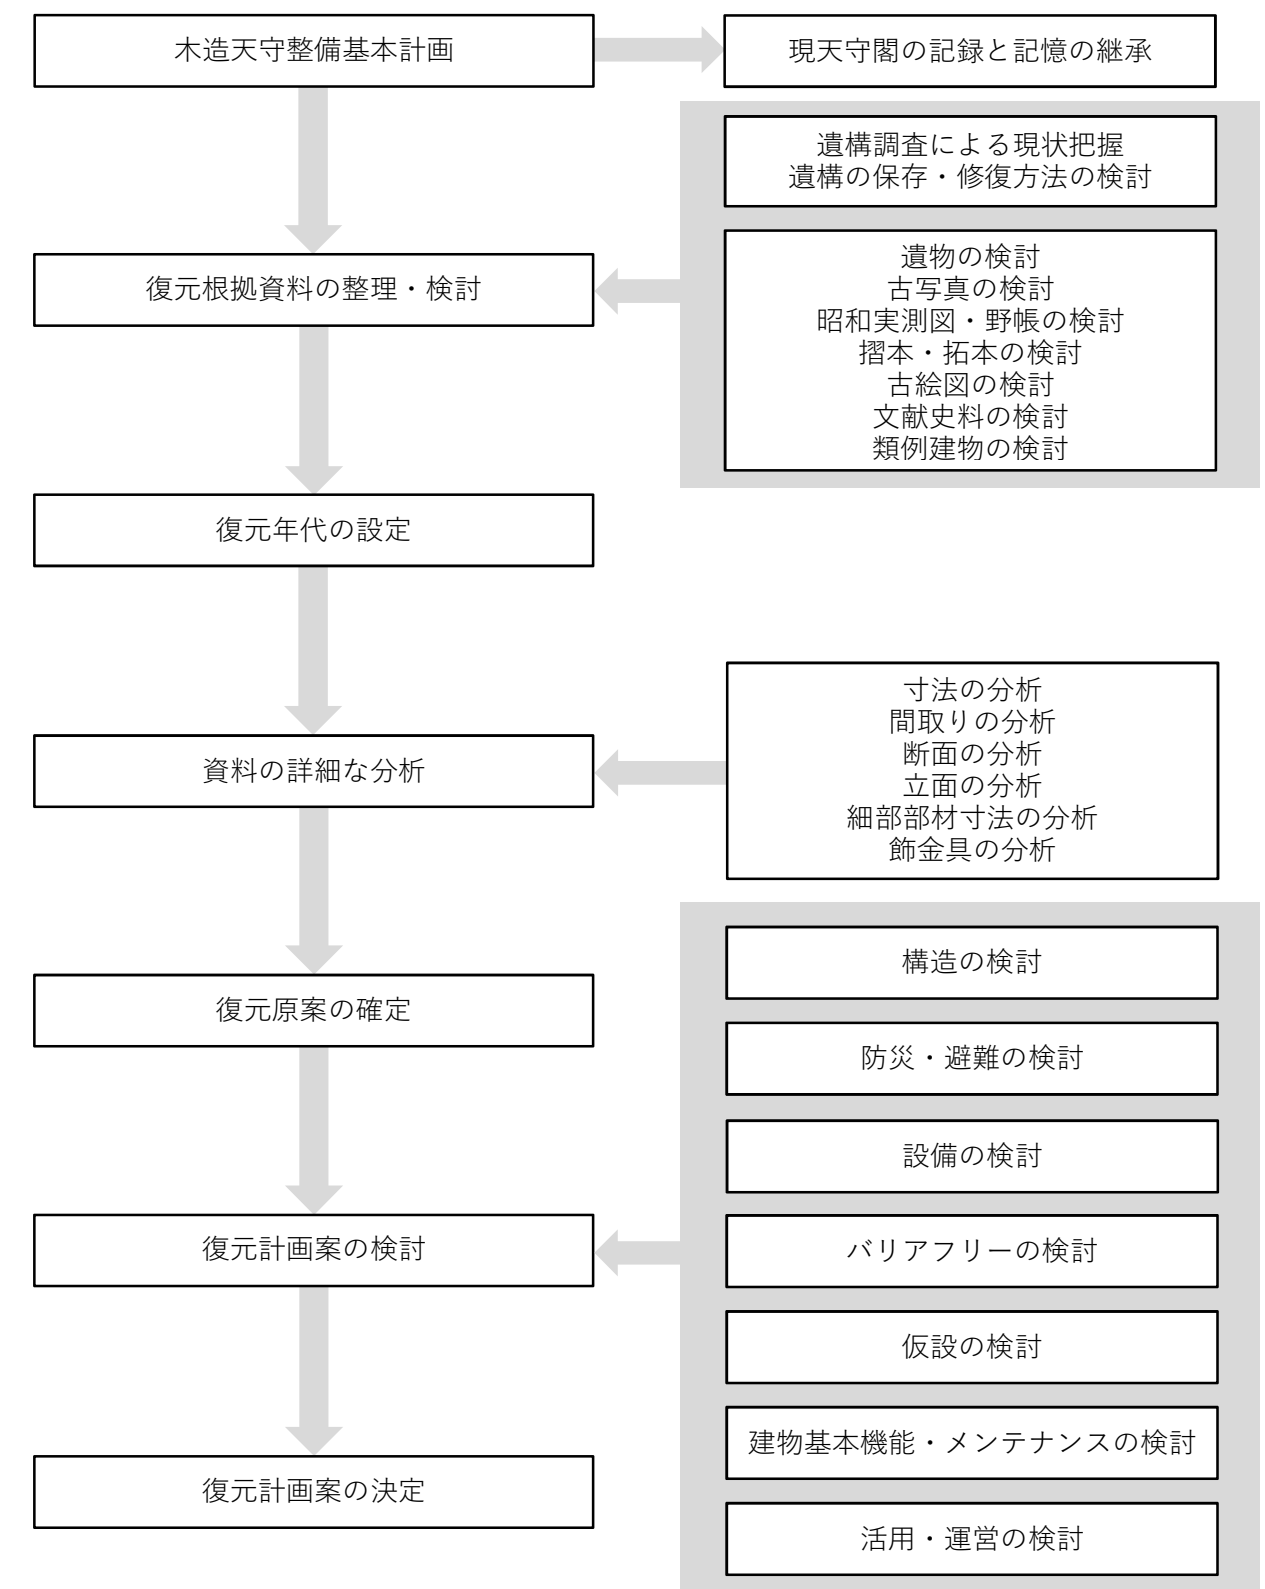 木造天守整備基本計画
現天守閣の記録と記憶の継承
遺構調査による現状把握
遺構の保存・修復方法の検討
復元根拠資料の整理・検討
遺物の検討
古写真の検討
昭和実測図・野帳の検討
摺本・拓本の検討
古絵図の検討
文献史料の検討
類例建物の検討
復元年代の設定
資料の詳細な分析
寸法の分析
間取りの分析
断面の分析
立面の分析
細部部材寸法の分析
飾金具の分析
復元原案の確定
復元計画案の検討
構造の検討
防災・避難の検討
設備の検討
バリアフリーの検討
仮設の検討
建物基本機能・メンテナンスの検討
活用・運営の検討
復元計画案の決定